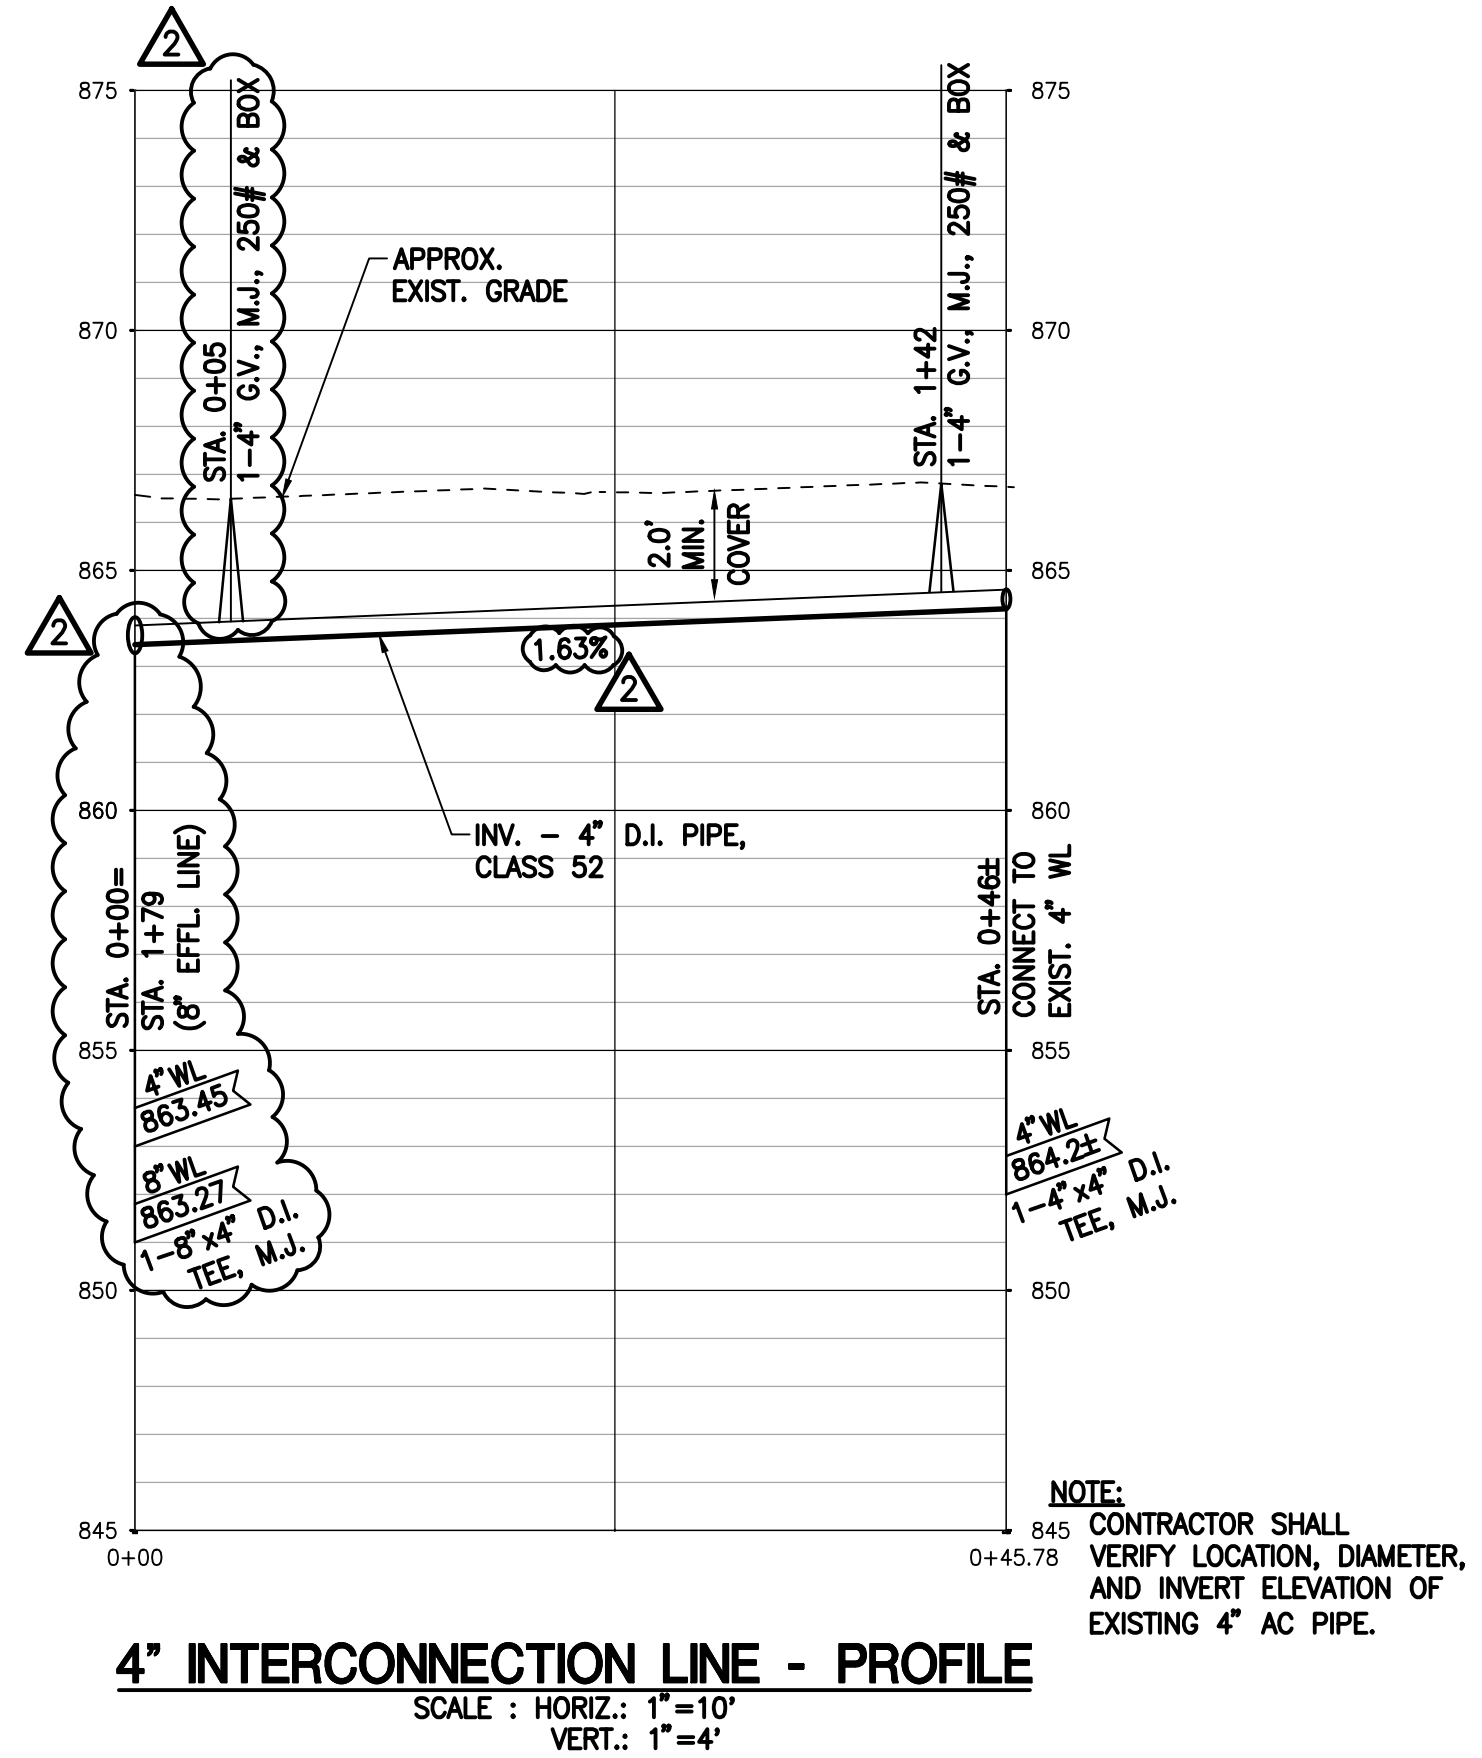 2
875
875
STA. 0+05
1-4" G.V., M.J., 250# & BOX
STA. 1+42
1-4" G.V., M.J., 250# & BOX
APPROX.
EXIST. GRADE
870
870
2.0'
MIN.
COVER
865
865
2
1.63%
2
860
860
INV. - 4" D.I. PIPE,
CLASS 52
STA. 0+00=
STA. 1+79
(8" EFFL. LINE)
STA. 0+46±
CONNECT TO
EXIST. 4" WL
855
855
4" WL
863.45
8" WL
863.27
1-8"x4" D.I.
TEE, M.J.
4" WL
864.2±
1-4"x4" D.I.
TEE, M.J.
850
850
845
845
0+00
0+45.78
NOTE:
CONTRACTOR SHALL
VERIFY LOCATION, DIAMETER,
AND INVERT ELEVATION OF
EXISTING 4" AC PIPE.
4" INTERCONNECTION LINE - PROFILE
SCALE : HORIZ.: 1"=10'
VERT.: 1"=4'